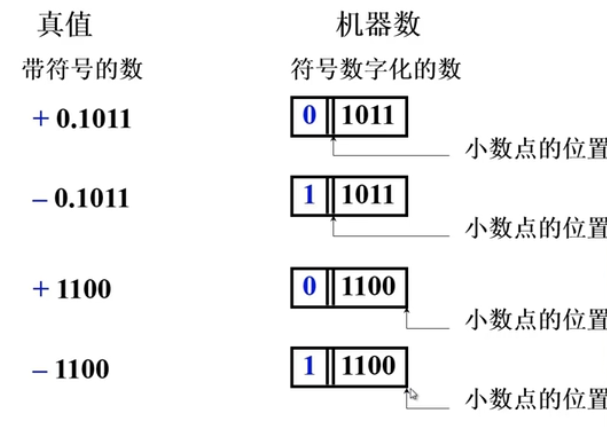 真值 机器数
带符号的数 符号数字化的数
+ 0.1011 0 1011
小数点的位置
– 0.1011 1 1011
小数点的位置
+ 1100 0 1100
小数点的位置
– 1100 1 1100
小数点的位置